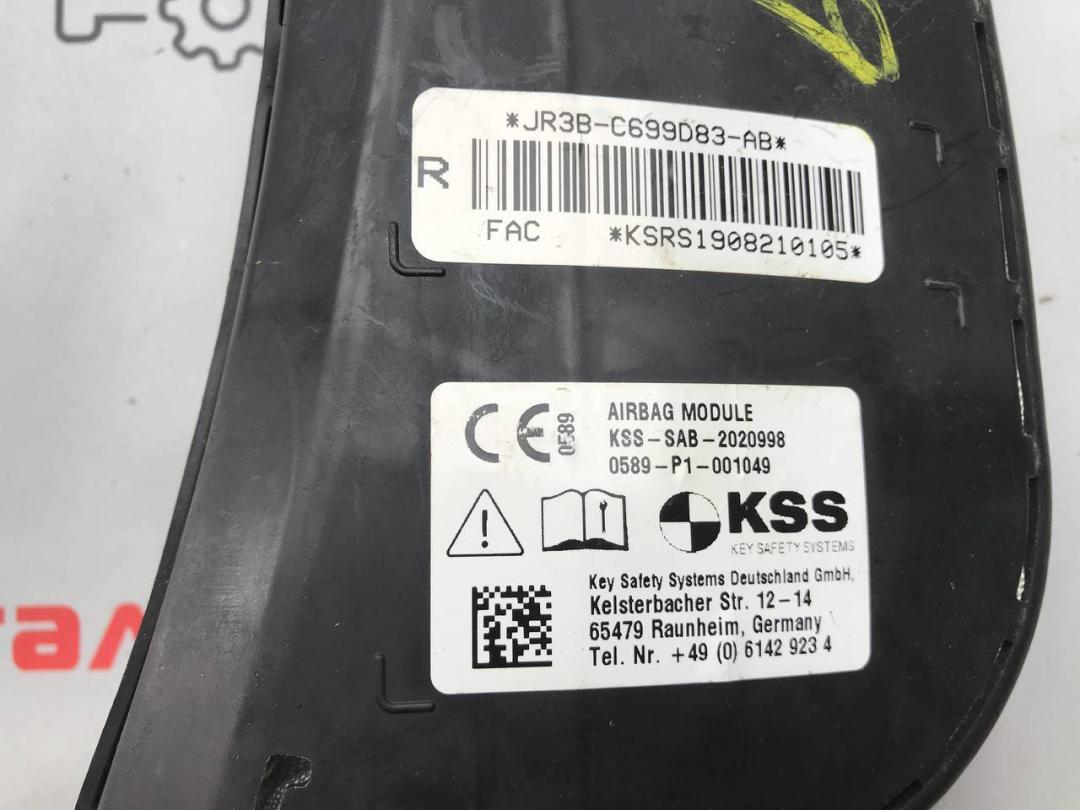 *JR3B-C699D83-AB*
R
FAC *KSRS1908210105*
CE 0589
AIRBAG MODULE
KSS-SAB-2020998
0589-P1-001049
KSS
KEY SAFETY SYSTEMS
Key Safety Systems Deutschland GmbH,
Kelsterbacher Str. 12-14
65479 Raunheim, Germany
Tel. Nr. +49 (0) 6142 923 4